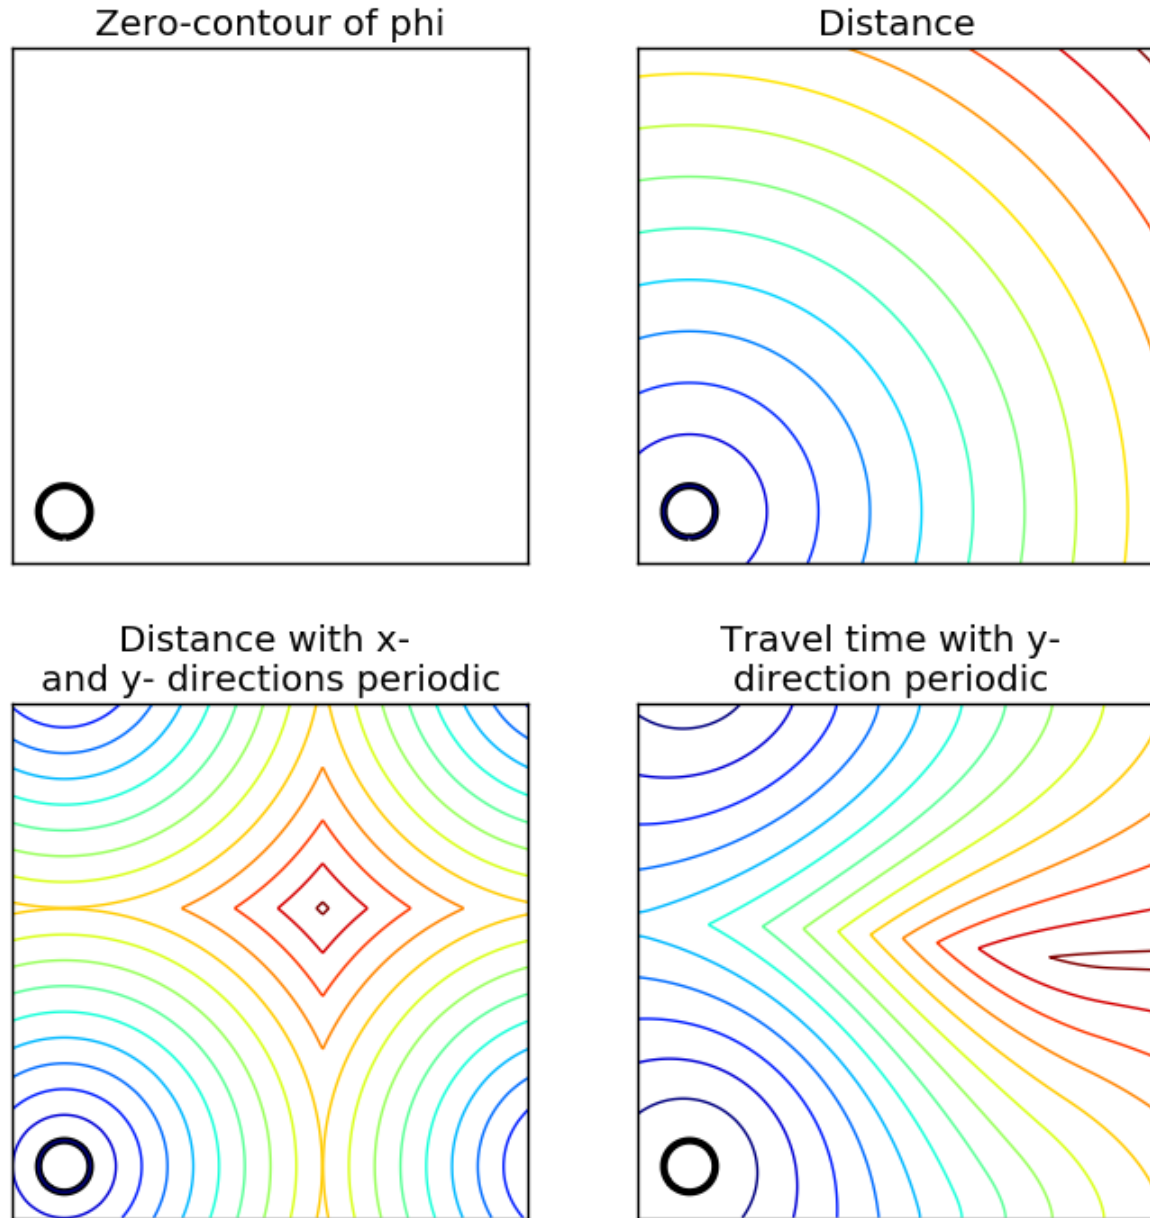 Zero-contour of phi
Distance
Distance with x-
and y- directions periodic
Travel time with y-
direction periodic